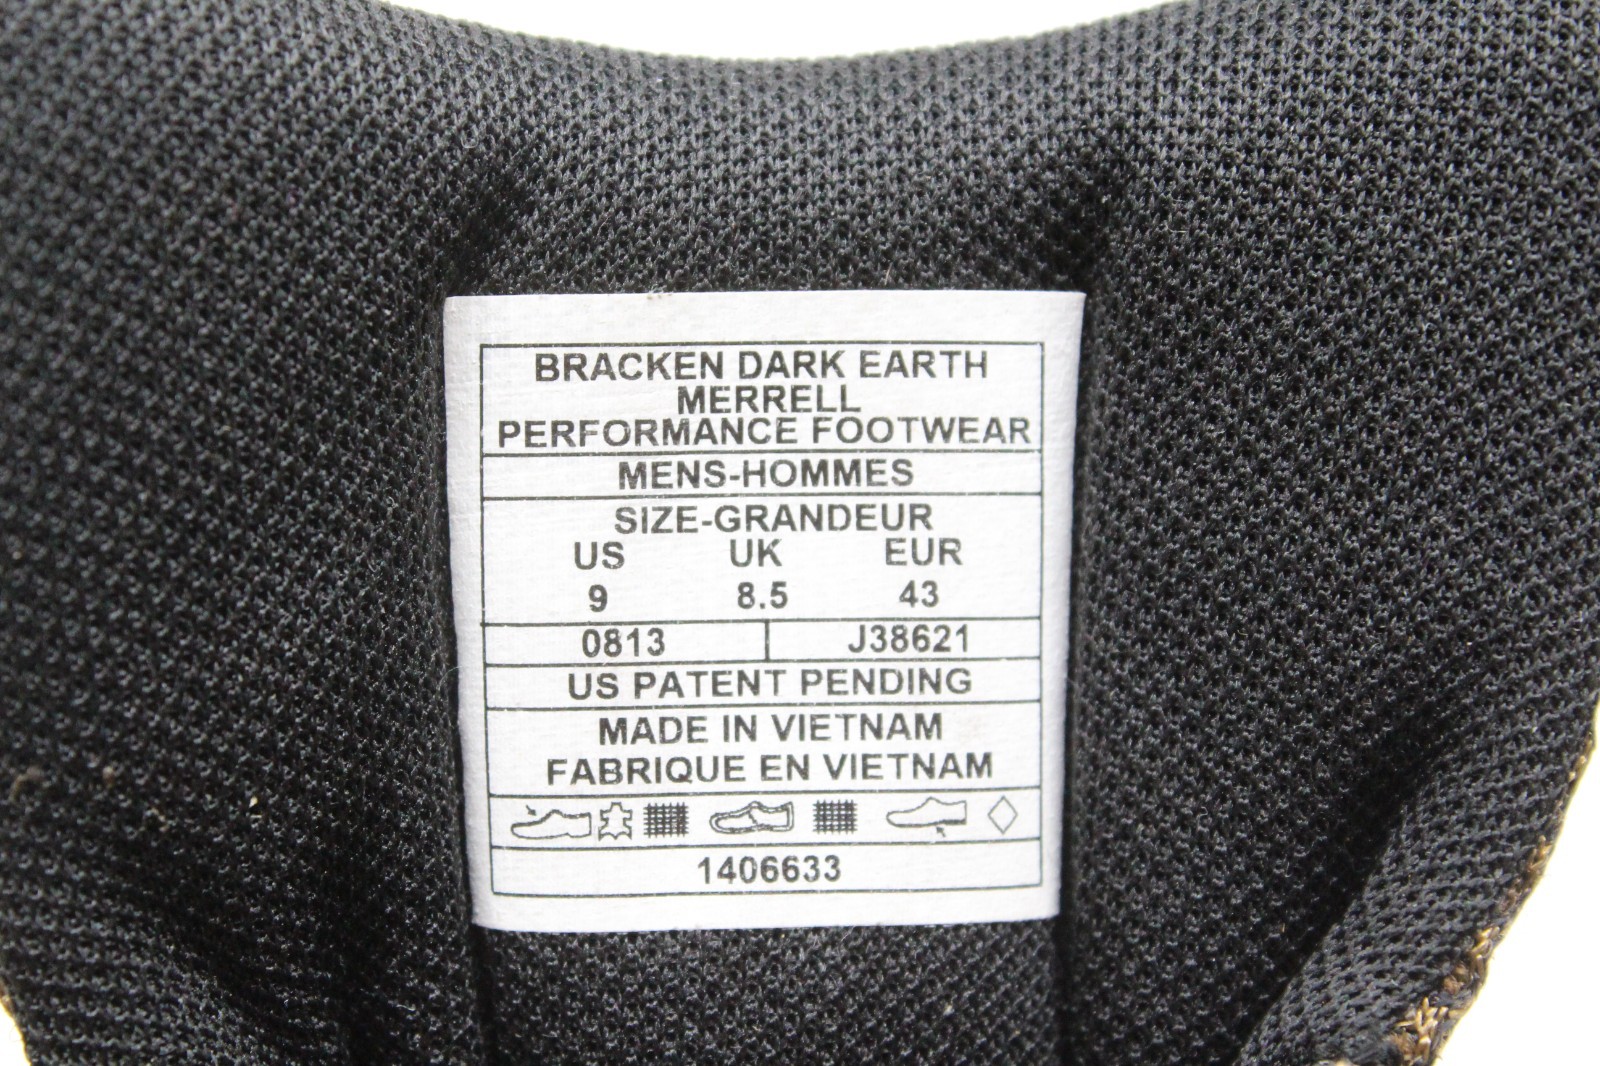 BRACKEN DARK EARTH
MERRELL
PERFORMANCE FOOTWEAR
MENS-HOMMES
SIZE-GRANDEUR
US UK EUR
9 8.5 43
0813 J38621
US PATENT PENDING
MADE IN VIETNAM
FABRIQUE EN VIETNAM
1406633